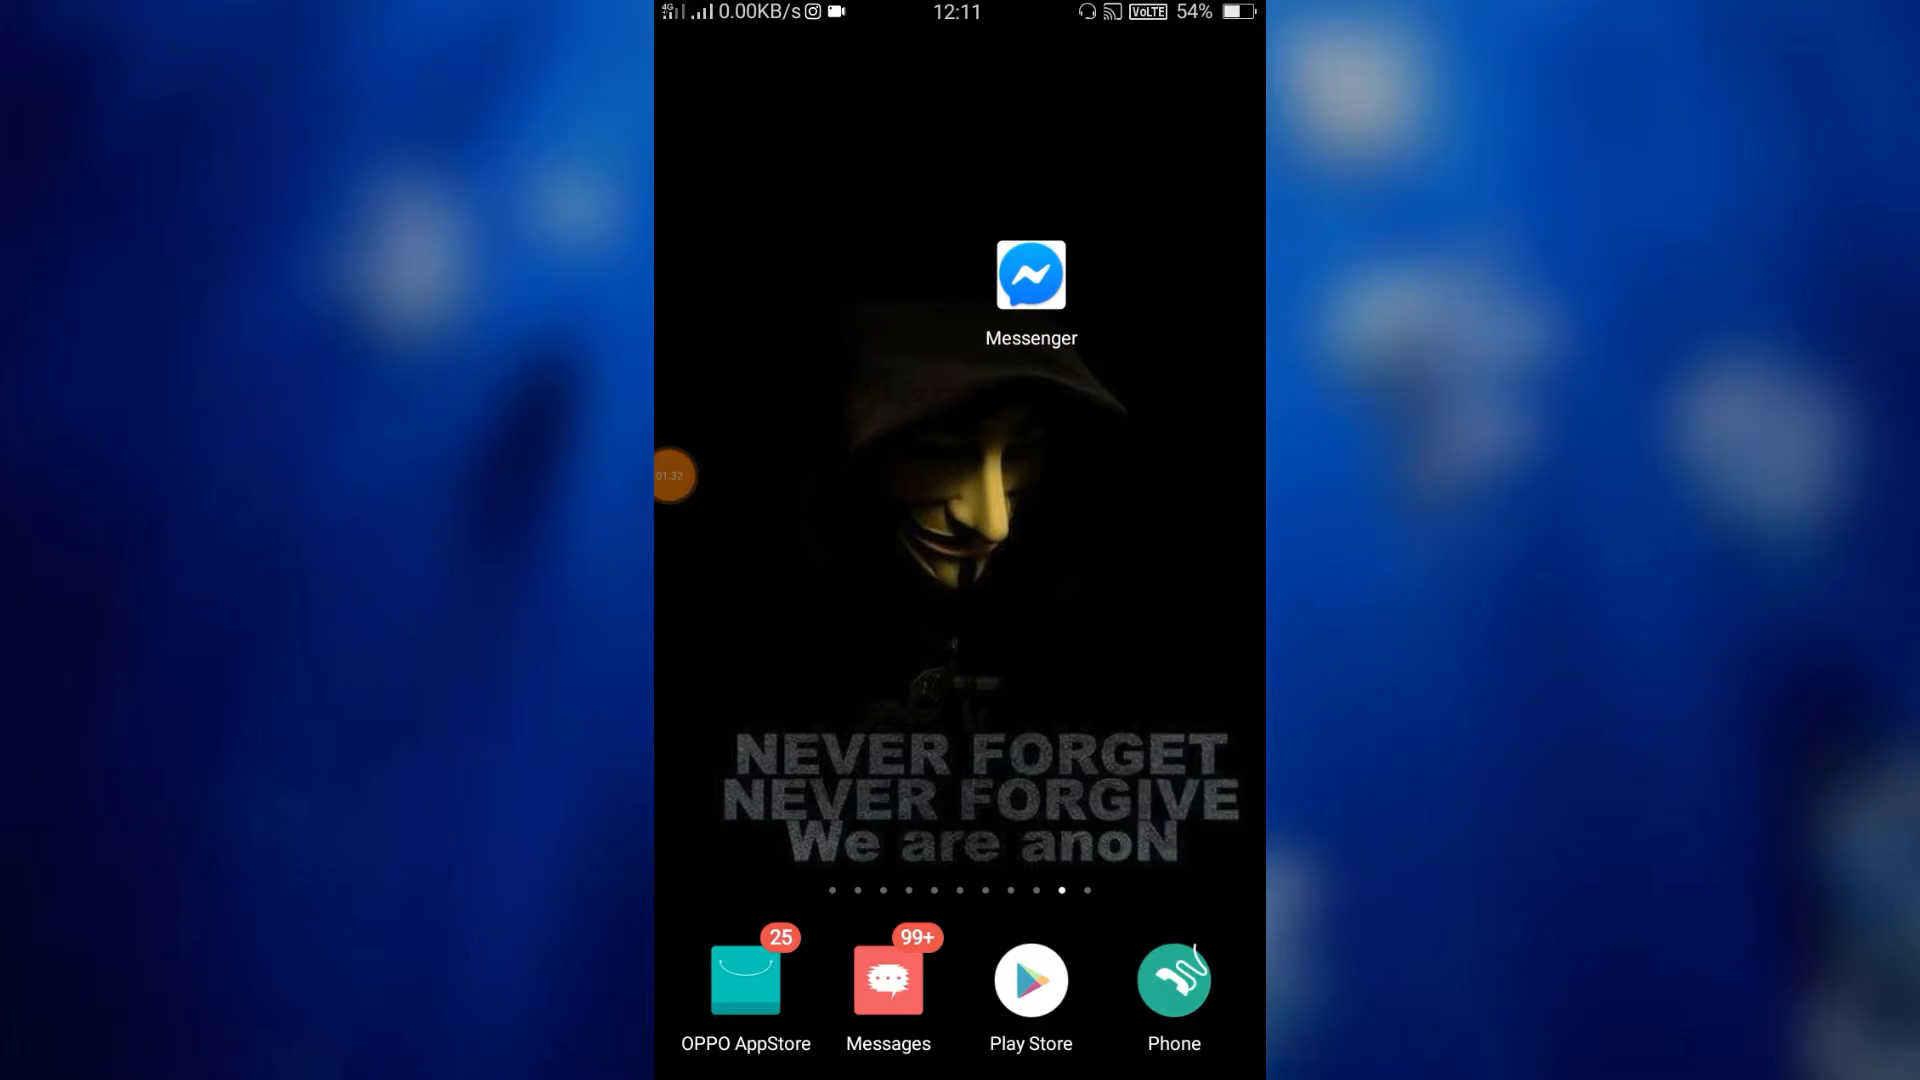 4G 0.00KB/s 12:11 VoLTE 54%
Messenger
01:32
NEVER FORGET
NEVER FORGIVE
We are anoN
25 99+
OPPO AppStore Messages Play Store Phone